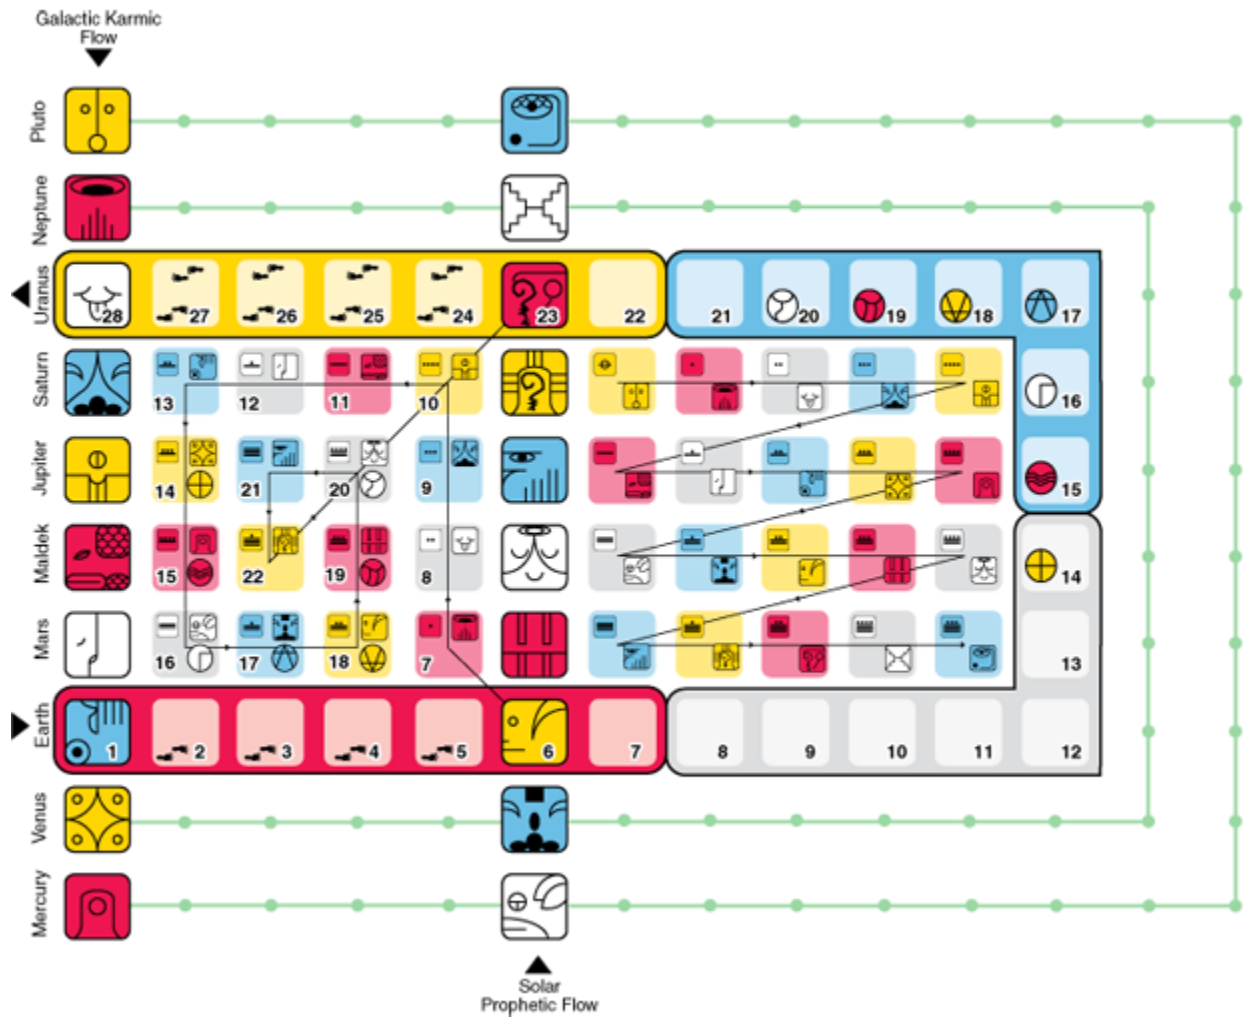 Galactic Karmic
Flow
Pluto
Neptune
Uranus
28 27 26 25 24 23 22 21 20 19 18 17
Saturn
13 12 11 10 16
Jupiter
14 21 20 9 15
Maldek
15 22 19 8 14
Mars
16 17 18 7 13
Earth
1 2 3 4 5 6 7 8 9 10 11 12
Venus
Mercury
Solar
Prophetic Flow